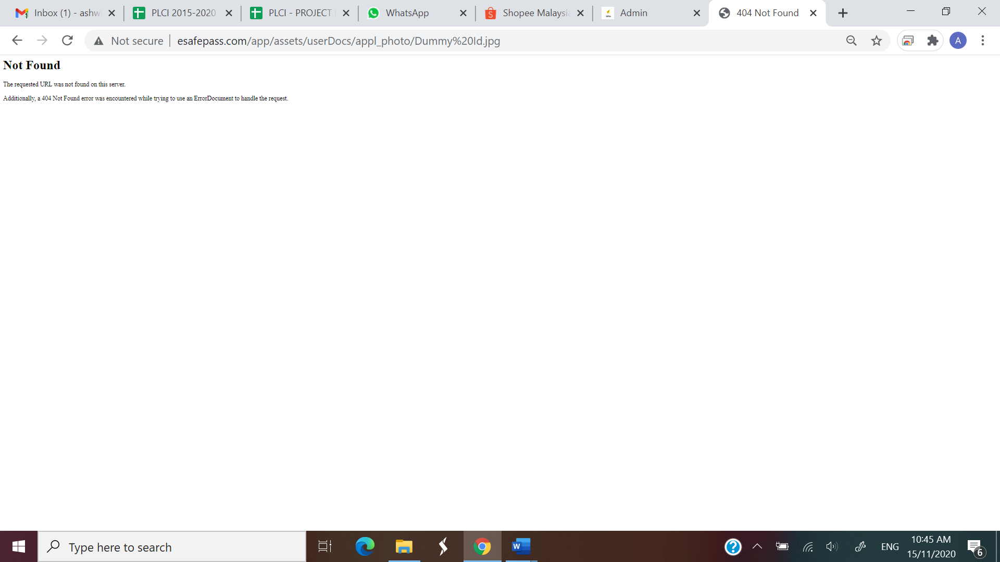 Inbox (1) - ashw
PLCI 2015-2020
PLCI - PROJECT
WhatsApp
Shopee Malaysia
Admin
404 Not Found
Not secure
esafepass.com/app/assets/userDocs/appl_photo/Dummy%20Id.jpg
A
Not Found
The requested URL was not found on this server.
Additionally, a 404 Not Found error was encountered while trying to use an ErrorDocument to handle the request.
Type here to search
W
ENG
10:45 AM
15/11/2020
6